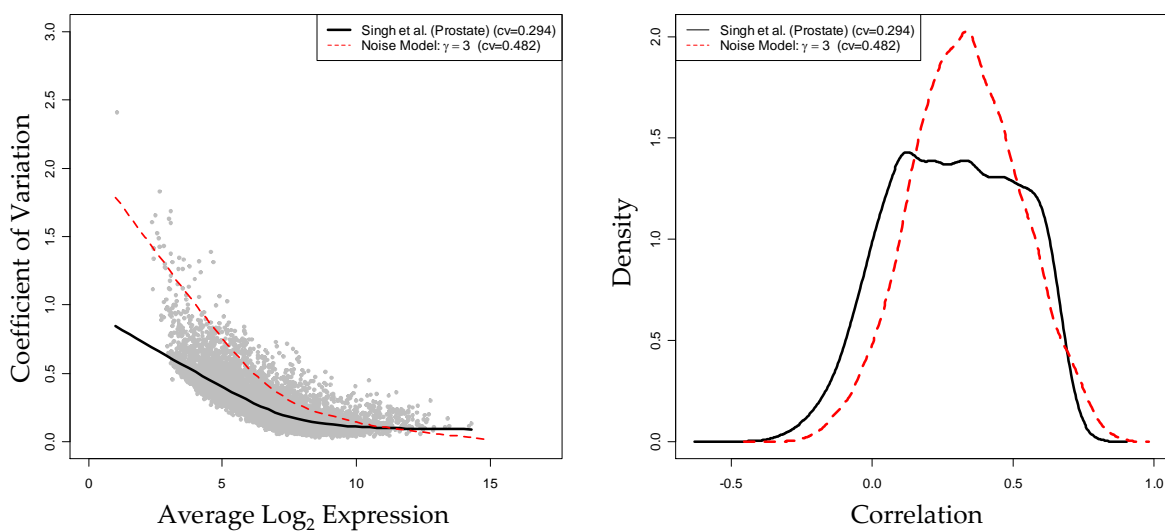 Singh et al. (Prostate) (cv=0.294)
Noise Model: γ = 3 (cv=0.482)
3.0
2.5
2.0
1.5
1.0
0.5
0.0
Coefficient of Variation
0
5
10
15
Average Log₂ Expression
Singh et al. (Prostate) (cv=0.294)
Noise Model: γ = 3 (cv=0.482)
2.0
1.5
1.0
0.5
0.0
Density
-0.5
0.0
0.5
1.0
Correlation